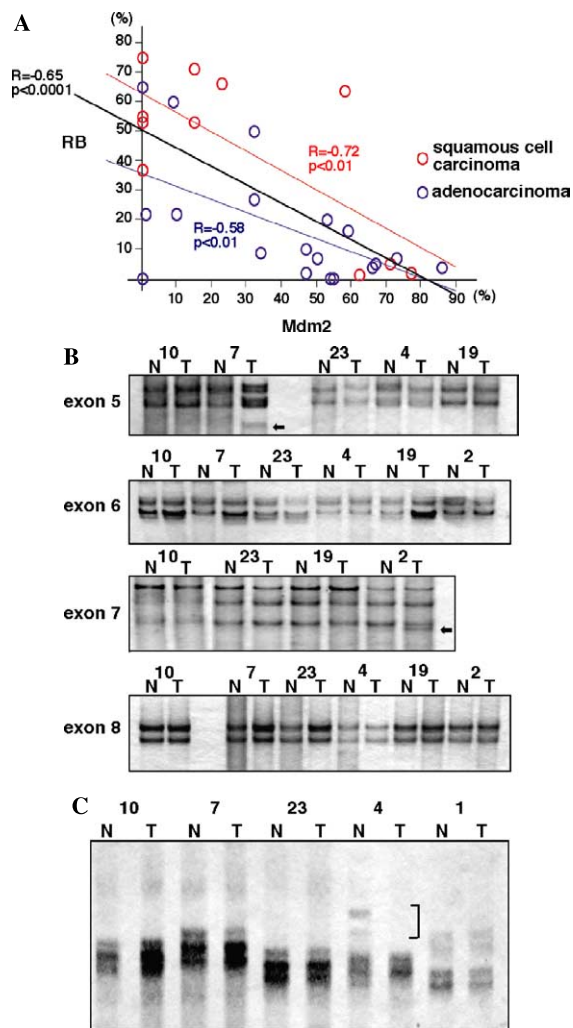 A
(%)
80
70
60
50
40
30
20
10
10 20 30 40 50 60 70 80 90 (%)
RB
Mdm2
R=-0.65
p<0.0001
R=-0.72
p<0.01
R=-0.58
p<0.01
squamous cell
carcinoma
adenocarcinoma
B
10 7 23 4 19
N T N T N T N T N T
exon 5
10 7 23 4 19 2
N T N T N T N T N T N T
exon 6
10 23 19 2
N T N T N T N T
exon 7
10 7 23 4 19 2
N T N T N T N T N T N T
exon 8
C
10 7 23 4 1
N T N T N T N T N T